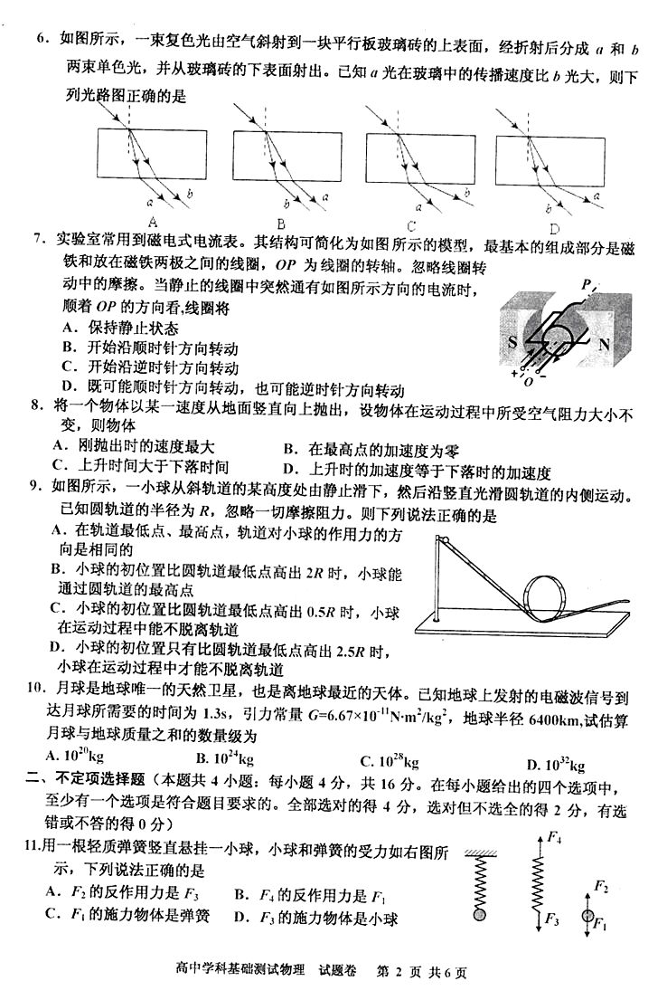 6．如图所示，一束复色光由空气斜射到一块平行板玻璃砖的上表面，经折射后分成 a 和 b
两束单色光，并从玻璃砖的下表面射出。已知 a 光在玻璃中的传播速度比 b 光大，则下
列光路图正确的是
a b a b a b a b
A B C D
7．实验室常用到磁电式电流表。其结构可简化为如图所示的模型，最基本的组成部分是磁
铁和放在磁铁两极之间的线圈，OP 为线圈的转轴。忽略线圈转
动中的摩擦。当静止的线圈中突然通有如图所示方向的电流时，
顺着 OP 的方向看,线圈将
A．保持静止状态
B．开始沿顺时针方向转动
C．开始沿逆时针方向转动
D．既可能顺时针方向转动，也可能逆时针方向转动
P
S N
+ O -
8．将一个物体以某一速度从地面竖直向上抛出，设物体在运动过程中所受空气阻力大小不
变，则物体
A．刚抛出时的速度最大 B．在最高点的加速度为零
C．上升时间大于下落时间 D．上升时的加速度等于下落时的加速度
9．如图所示，一小球从斜轨道的某高度处由静止滑下，然后沿竖直光滑圆轨道的内侧运动。
已知圆轨道的半径为 R，忽略一切摩擦阻力。则下列说法正确的是
A．在轨道最低点、最高点，轨道对小球的作用力的方
向是相同的
B．小球的初位置比圆轨道最低点高出 2R 时，小球能
通过圆轨道的最高点
C．小球的初位置比圆轨道最低点高出 0.5R 时，小球
在运动过程中能不脱离轨道
D．小球的初位置只有比圆轨道最低点高出 2.5R 时，
小球在运动过程中才能不脱离轨道
10．月球是地球唯一的天然卫星，也是离地球最近的天体。已知地球上发射的电磁波信号到
达月球所需要的时间为 1.3s，引力常量 G=6.67×10⁻¹¹N·m²/kg²，地球半径 6400km,试估算
月球与地球质量之和的数量级为
A. 10²⁰kg B. 10²⁴kg C. 10²⁸kg D. 10³²kg
二、不定项选择题（本题共 4 小题：每小题 4 分，共 16 分。在每小题给出的四个选项中，
至少有一个选项是符合题目要求的。全部选对的得 4 分，选对但不选全的得 2 分，有选
错或不答的得 0 分）
11.用一根轻质弹簧竖直悬挂一小球，小球和弹簧的受力如右图所
示，下列说法正确的是
A．F₂的反作用力是 F₃ B．F₄的反作用力是 F₁
C．F₁的施力物体是弹簧 D．F₃的施力物体是小球
F₄
F₂
F₃
F₁
高中学科基础测试物理 试题卷 第 2 页 共 6 页